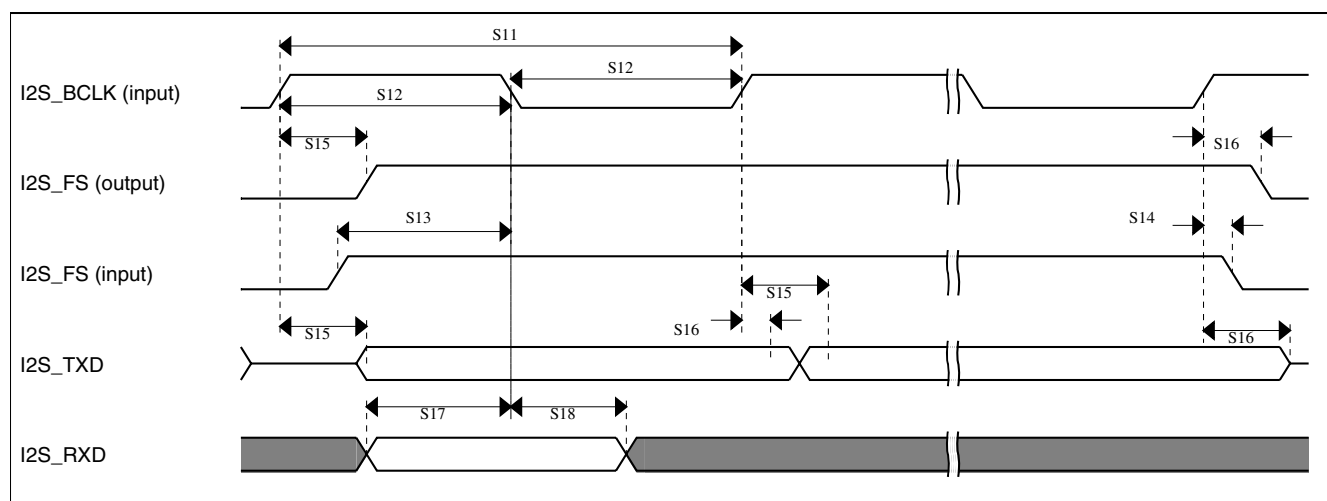 S11
I2S_BCLK (input)
S12
S12
S15
S16
I2S_FS (output)
S13
S14
I2S_FS (input)
S15
S16
S15
S16
I2S_TXD
S17
S18
I2S_RXD